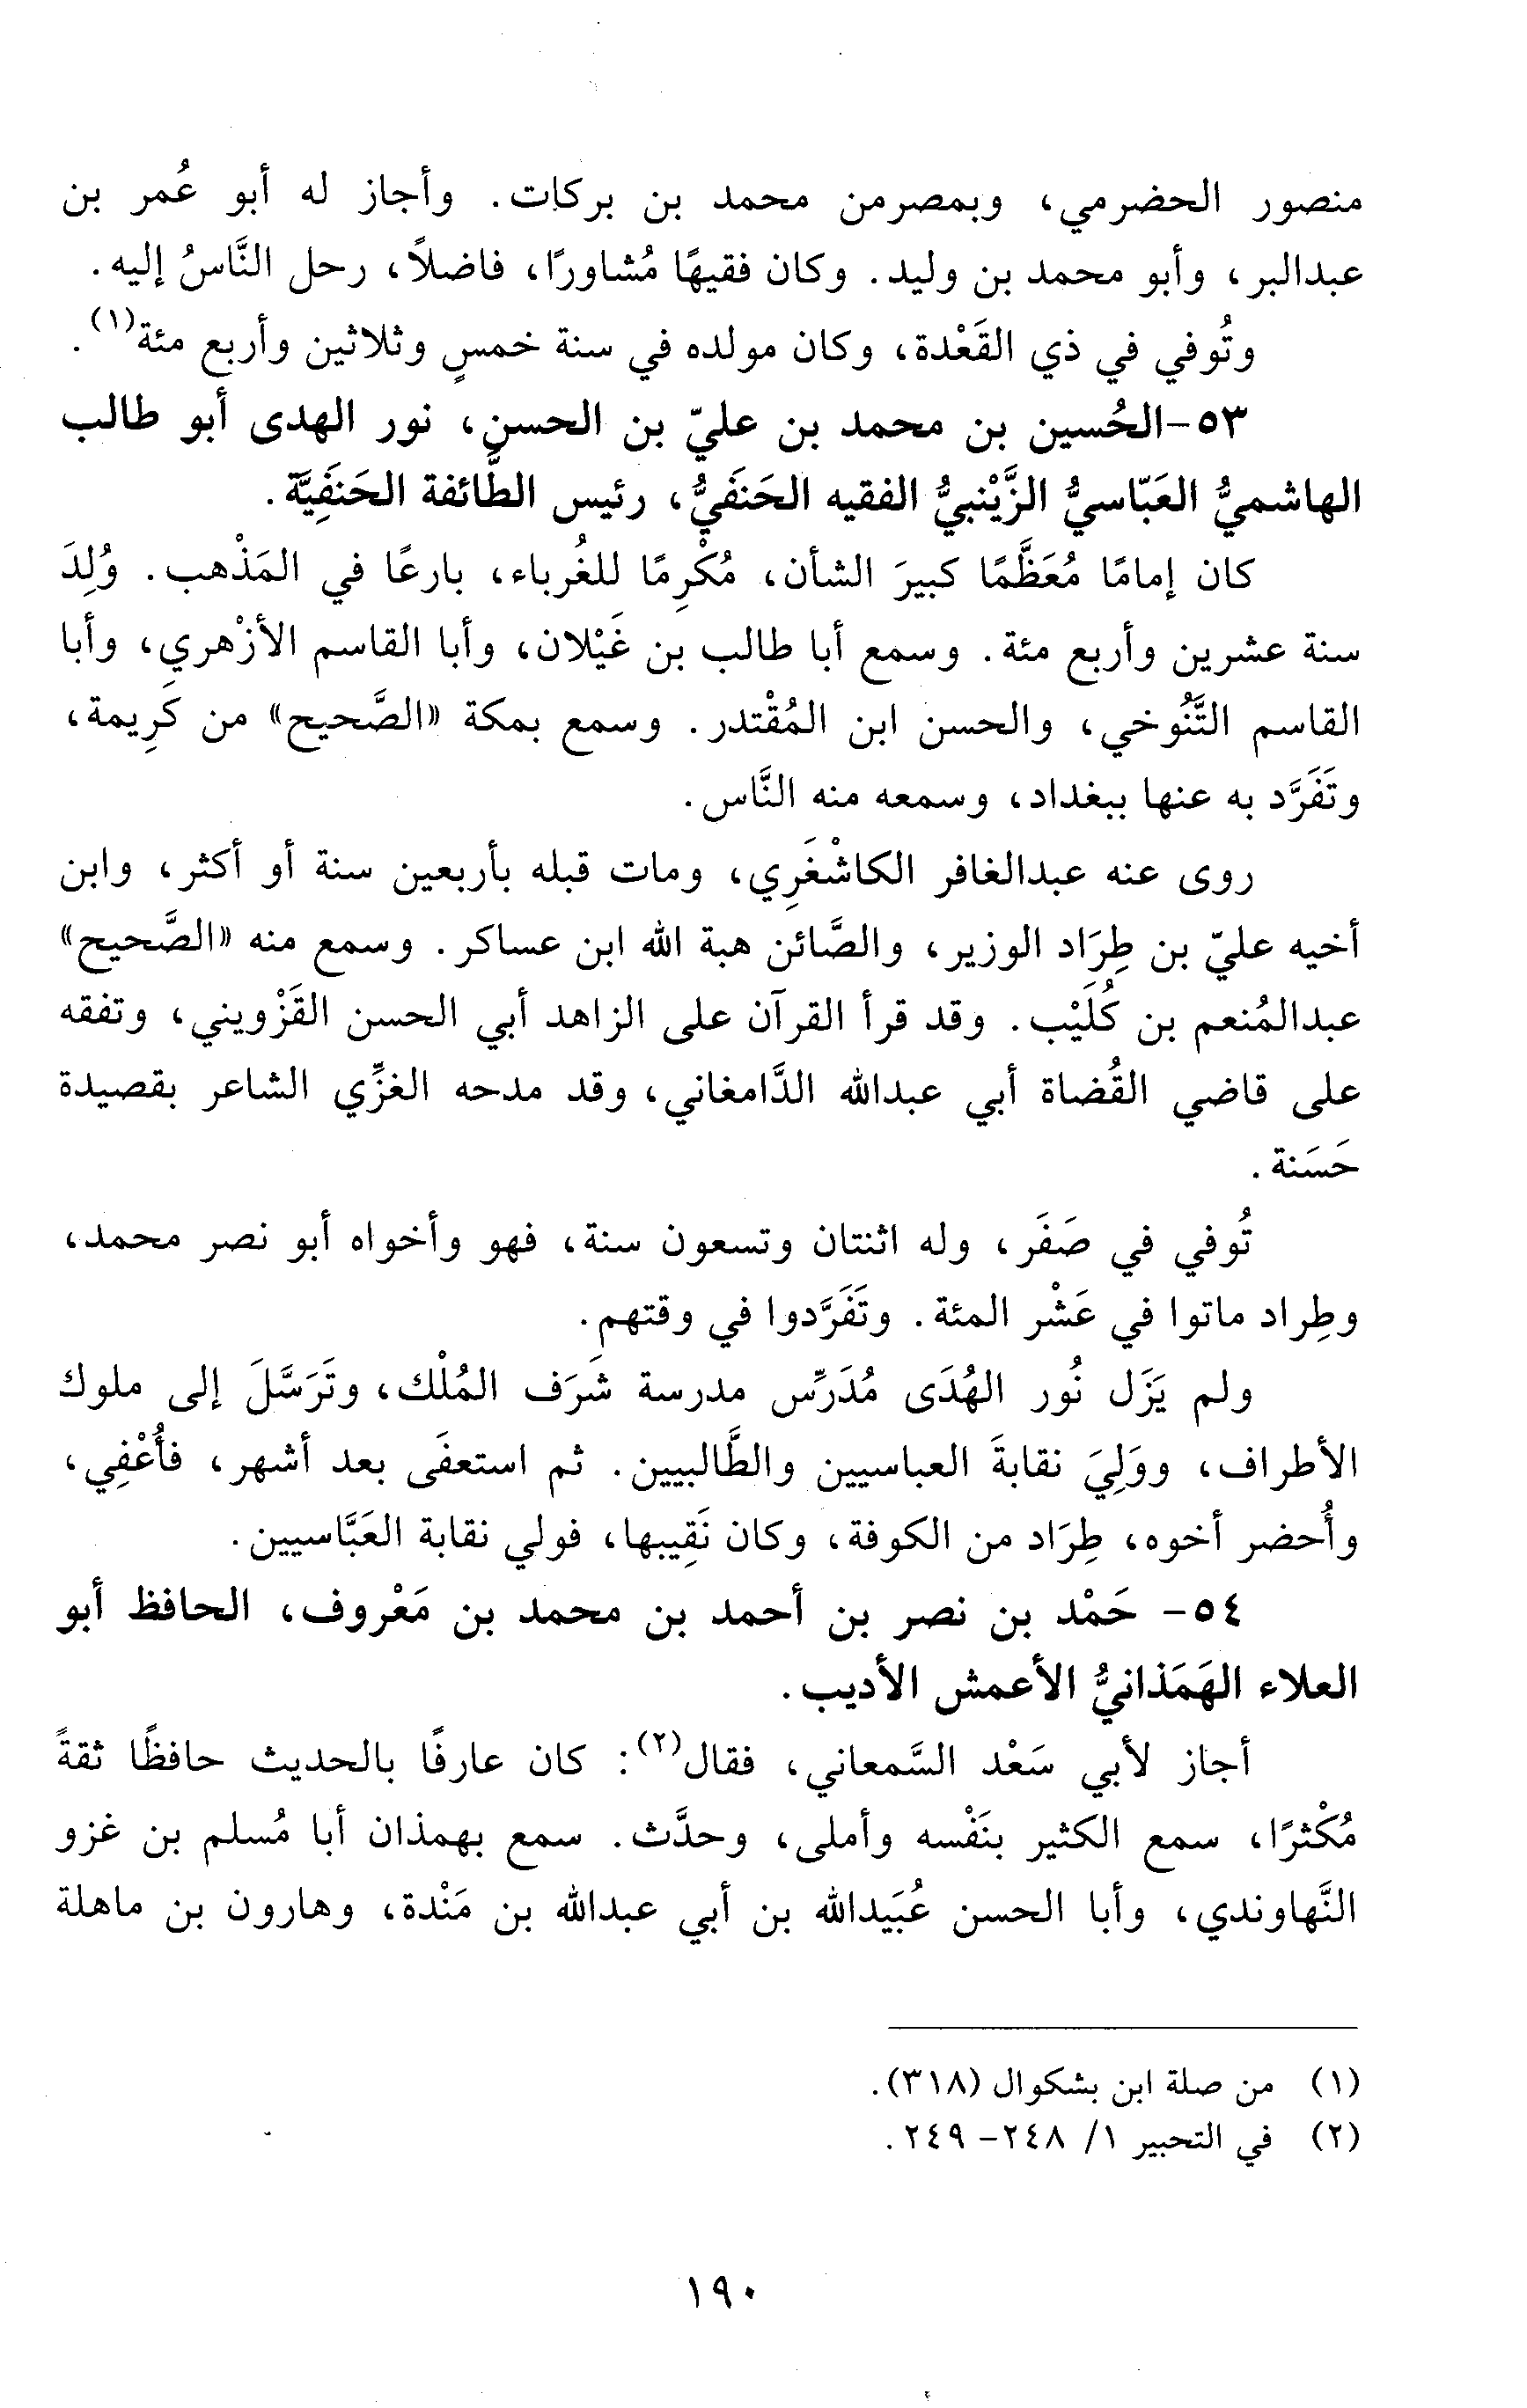 منصور الحضرمي، وبمصرمن محمد بن بركات. وأجاز له أبو عُمر بن
عبدالبر، وأبو محمد بن وليد. وكان فقيهًا مُشاورًا، فاضلاً، رحل النَّاسُ إليه.
وتُوفي في ذي القَعْدة، وكان مولده في سنة خمسٍ وثلاثين وأربع مئة(١).
٥٣-الحُسين بن محمد بن عليّ بن الحسن، نور الهدى أبو طالب
الهاشميُّ العَبّاسيُّ الزَّيْنبيُّ الفقيه الحَنَفَيُّ، رئيس الطَّائفة الحَنَفِيَّة.
كان إمامًا مُعَظَّمًا كبيرَ الشأن، مُكْرِمًا للغُرباء، بارعًا في المَذْهب. وُلِدَ
سنة عشرين وأربع مئة. وسمع أبا طالب بن غَيْلان، وأبا القاسم الأزْهري، وأبا
القاسم التَّنُوخي، والحسن ابن المُقْتدر. وسمع بمكة «الصَّحيح» من كَرِيمة،
وتَفَرَّد به عنها ببغداد، وسمعه منه النَّاس.
روى عنه عبدالغافر الكاشْغَرِي، ومات قبله بأربعين سنة أو أكثر، وابن
أخيه عليّ بن طِرَاد الوزير، والصَّائن هبة الله ابن عساكر. وسمع منه «الصَّحيح»
عبدالمُنعم بن كُلَيْب. وقد قرأ القرآن على الزاهد أبي الحسن القَزْويني، وتفقه
على قاضي القُضاة أبي عبدالله الدَّامغاني، وقد مدحه الغزِّي الشاعر بقصيدة
حَسَنة.
تُوفي في صَفَر، وله اثنتان وتسعون سنة، فهو وأخواه أبو نصر محمد،
وطِراد ماتوا في عَشْر المئة. وتَفَرَّدوا في وقتهم.
ولم يَزَل نُور الهُدَى مُدَرِّس مدرسة شَرَف المُلْك، وتَرَسَّلَ إلى ملوك
الأطراف، ووَلِيَ نقابةَ العباسيين والطَّالبيين. ثم استعفَى بعد أشهر، فأُعْفِي،
وأُحضر أخوه، طِرَاد من الكوفة، وكان نَقِيبها، فولي نقابة العَبَّاسيين.
٥٤- حَمْد بن نصر بن أحمد بن محمد بن مَعْروف، الحافظ أبو
العلاء الهَمَذانيُّ الأعمش الأديب.
أجاز لأبي سَعْد السَّمعاني، فقال(٢): كان عارفًا بالحديث حافظًا ثقةً
مُكْثرًا، سمع الكثير بنَفْسه وأملى، وحدَّث. سمع بهمذان أبا مُسلم بن غزو
النَّهاوندي، وأبا الحسن عُبَيدالله بن أبي عبدالله بن مَنْدة، وهارون بن ماهلة
(١) من صلة ابن بشكوال (٣١٨).
(٢) في التحبير ١/ ٢٤٨- ٢٤٩.
١٩٠